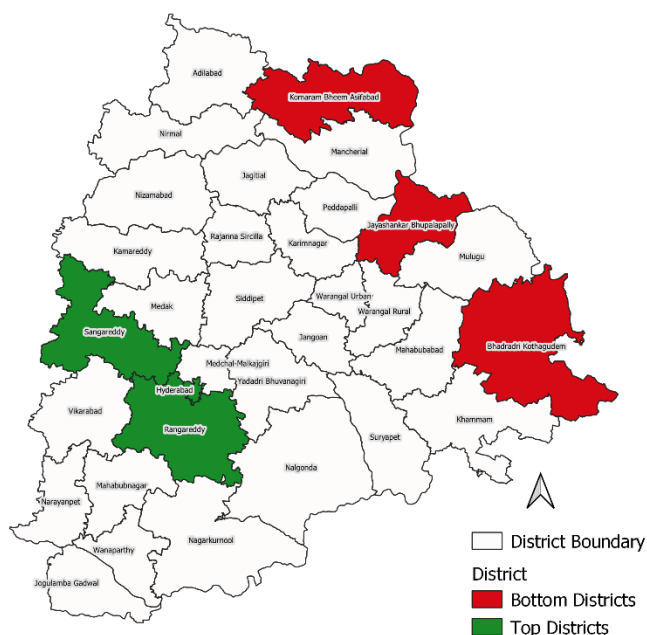 Adilabad
Komaram Bheem Asifabad
Nirmal
Mancherial
Jagitial
Nizamabad
Peddapalli
Jayashankar Bhupalapally
Rajanna Sircilla
Karimnagar
Kamareddy
Mulugu
Medak
Siddipet
Warangal Urban
Warangal Rural
Sangareddy
Jangoan
Bhadradri Kothagudem
Mahabubabad
Medchal-Malkajgiri
Yadadri Bhuvanagiri
Hyderabad
Vikarabad
Khammam
Rangareddy
Suryapet
Nalgonda
Mahabubnagar
Narayanpet
Nagarkurnool
Wanaparthy
Jogulamba Gadwal
District Boundary
District
Bottom Districts
Top Districts